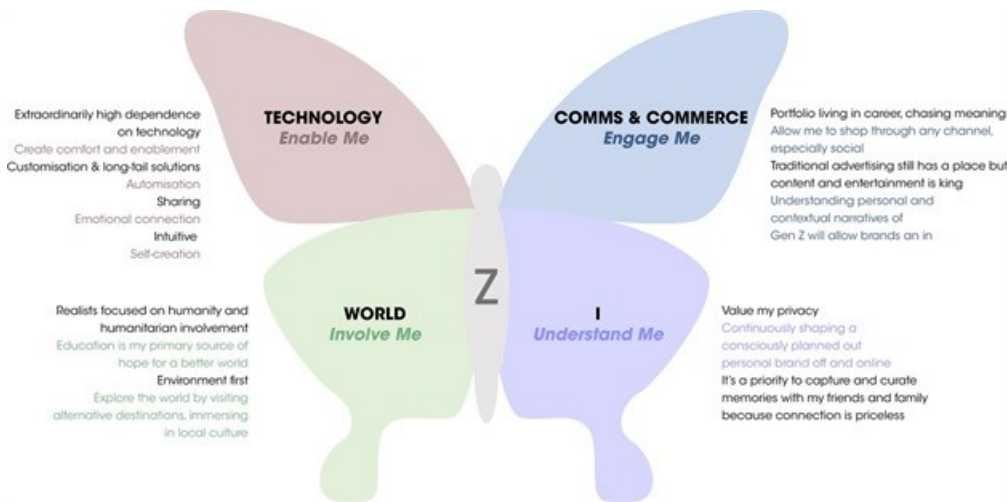 TECHNOLOGY
Enable Me
Extraordinarily high dependence
on technology
Create comfort and enablement
Customisation & long-tail solutions
Automisation
Sharing
Emotional connection
Intuitive
Self-creation
COMMS & COMMERCE
Engage Me
Portfolio living in career, chasing meaning
Allow me to shop through any channel,
especially social
Traditional advertising still has a place but
content and entertainment is king
Understanding personal and
contextual narratives of
Gen Z will allow brands an in
Z
WORLD
Involve Me
Realists focused on humanity and
humanitarian involvement
Education is my primary source of
hope for a better world
Environment first
Explore the world by visiting
alternative destinations, immersing
in local culture
I
Understand Me
Value my privacy
Continuously shaping a
consciously planned out
personal brand off and online
It's a priority to capture and curate
memories with my friends and family
because connection is priceless